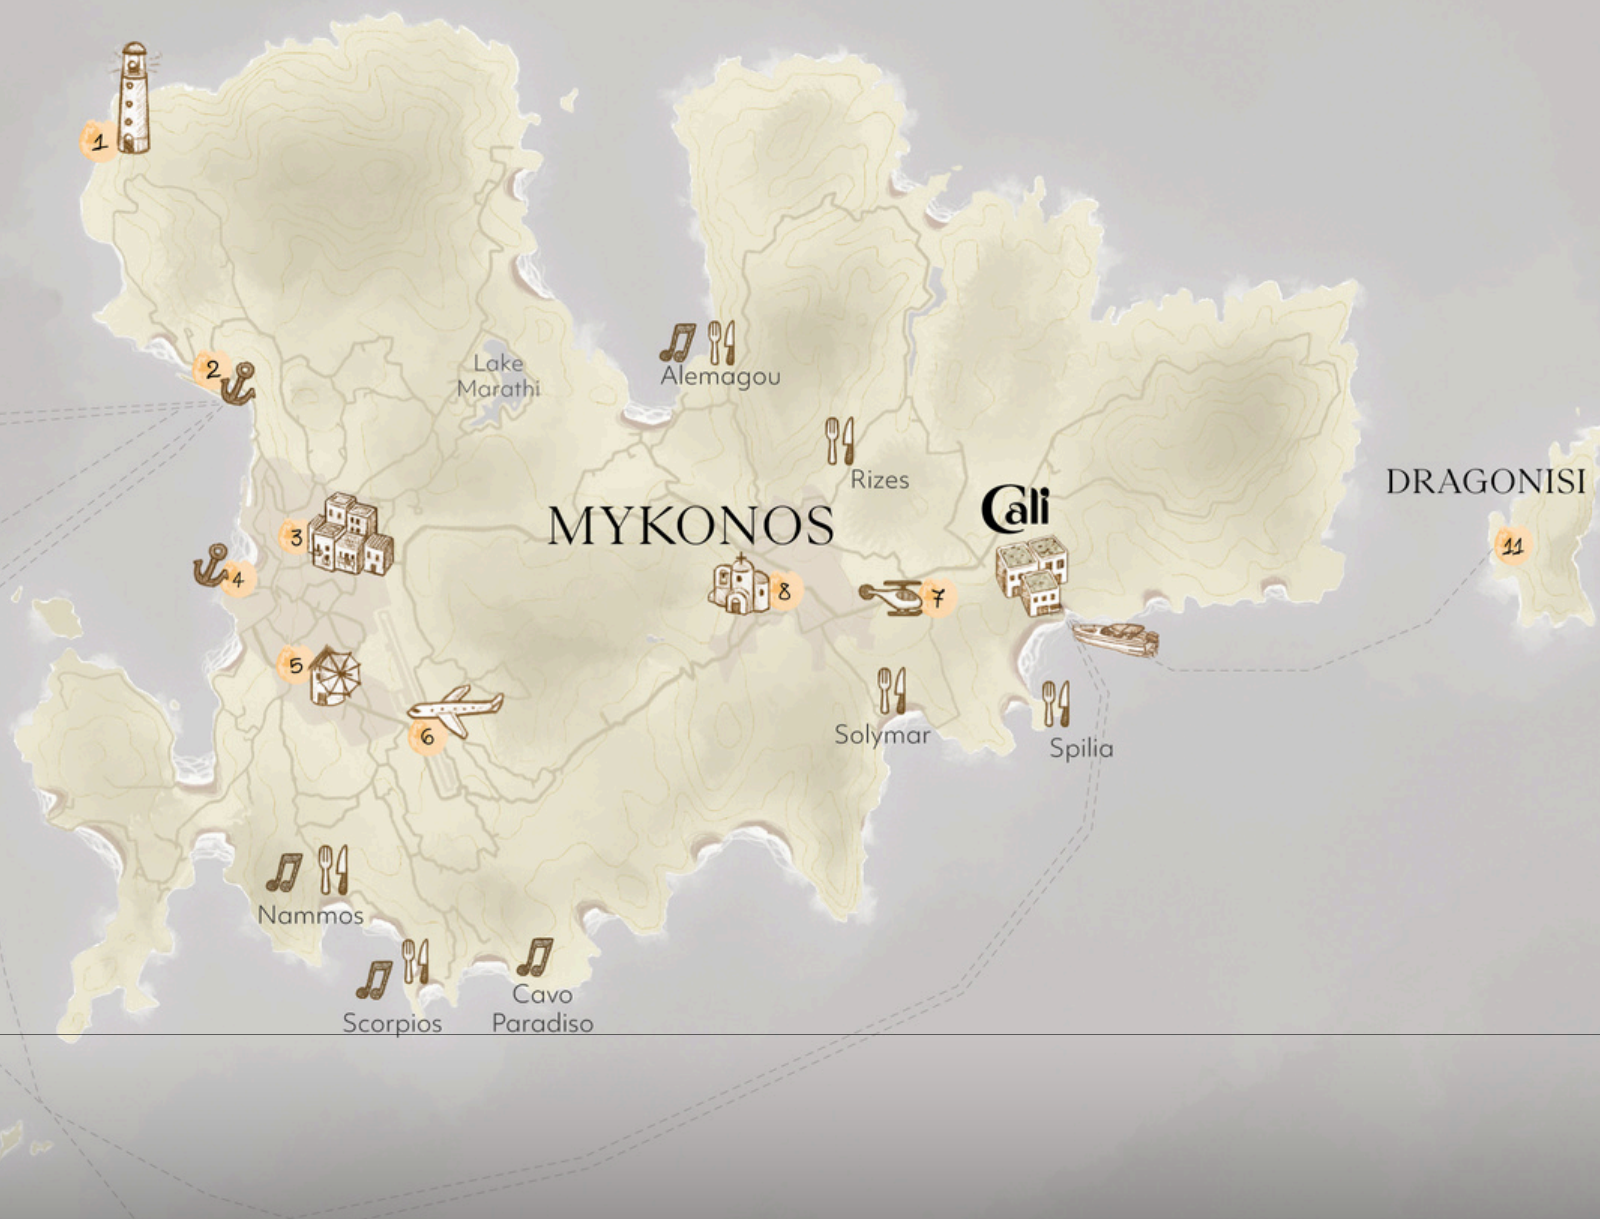 1
2
Lake
Marathi
Alemagou
Rizes
DRAGONISI
Cali
MYKONOS
3
11
4
8
7
5
6
Solymar
Spilia
Nammos
Scorpios
Cavo
Paradiso